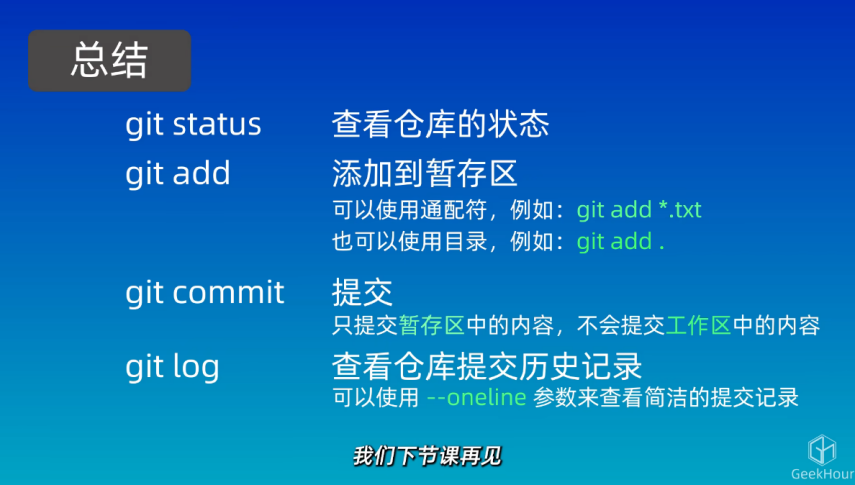 总结
git status 查看仓库的状态
git add 添加到暂存区
可以使用通配符，例如：git add *.txt
也可以使用目录，例如：git add .
git commit 提交
只提交暂存区中的内容，不会提交工作区中的内容
git log 查看仓库提交历史记录
可以使用 --oneline 参数来查看简洁的提交记录
我们下节课再见
GeekHour